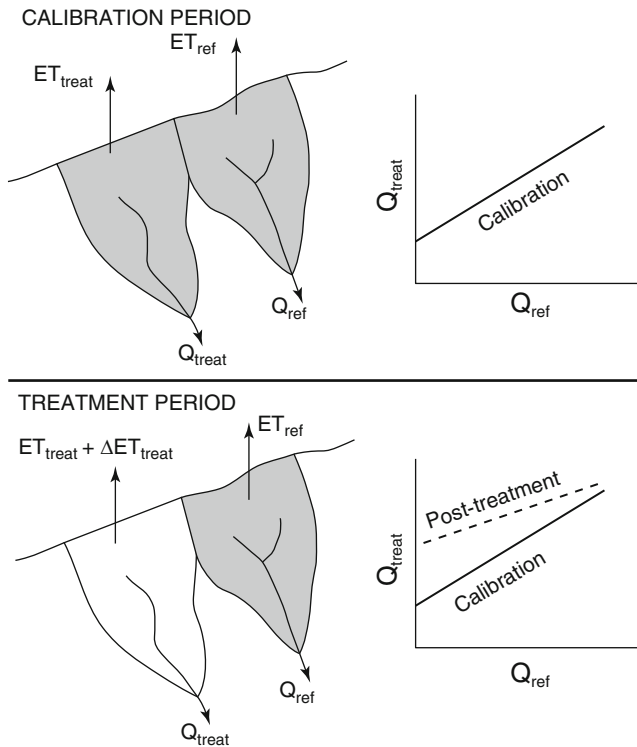 CALIBRATION PERIOD
ET_ref
ET_treat
Q_treat
Calibration
Q_ref
Q_ref
Q_treat
TREATMENT PERIOD
ET_ref
ET_treat + ΔET_treat
Post-treatment
Q_treat
Calibration
Q_ref
Q_ref
Q_treat